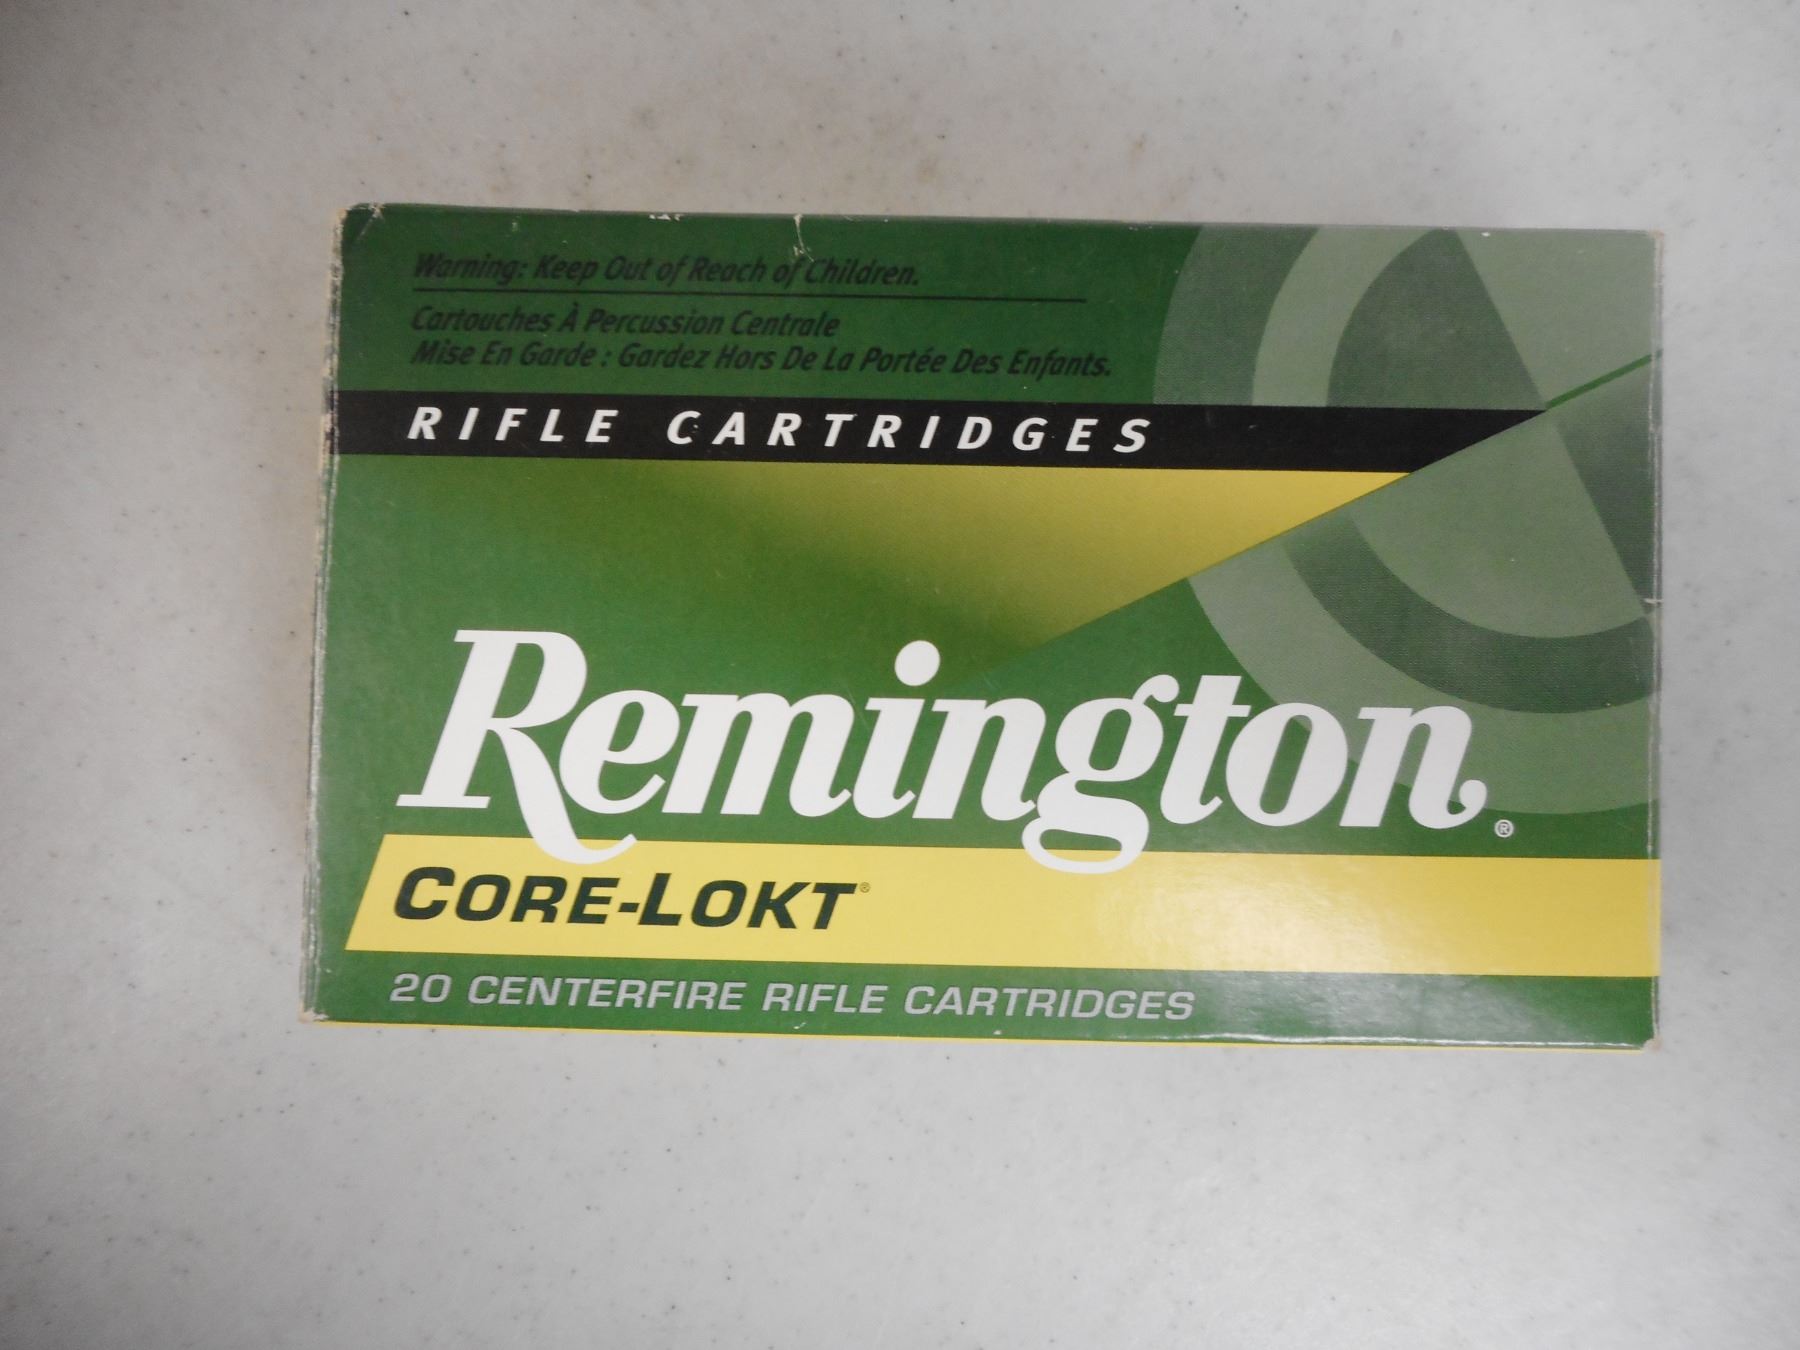 Warning: Keep Out of Reach of Children.
Cartouches À Percussion Centrale
Mise En Garde : Gardez Hors De La Portée Des Enfants.
RIFLE CARTRIDGES
Remington®
CORE-LOKT®
20 CENTERFIRE RIFLE CARTRIDGES